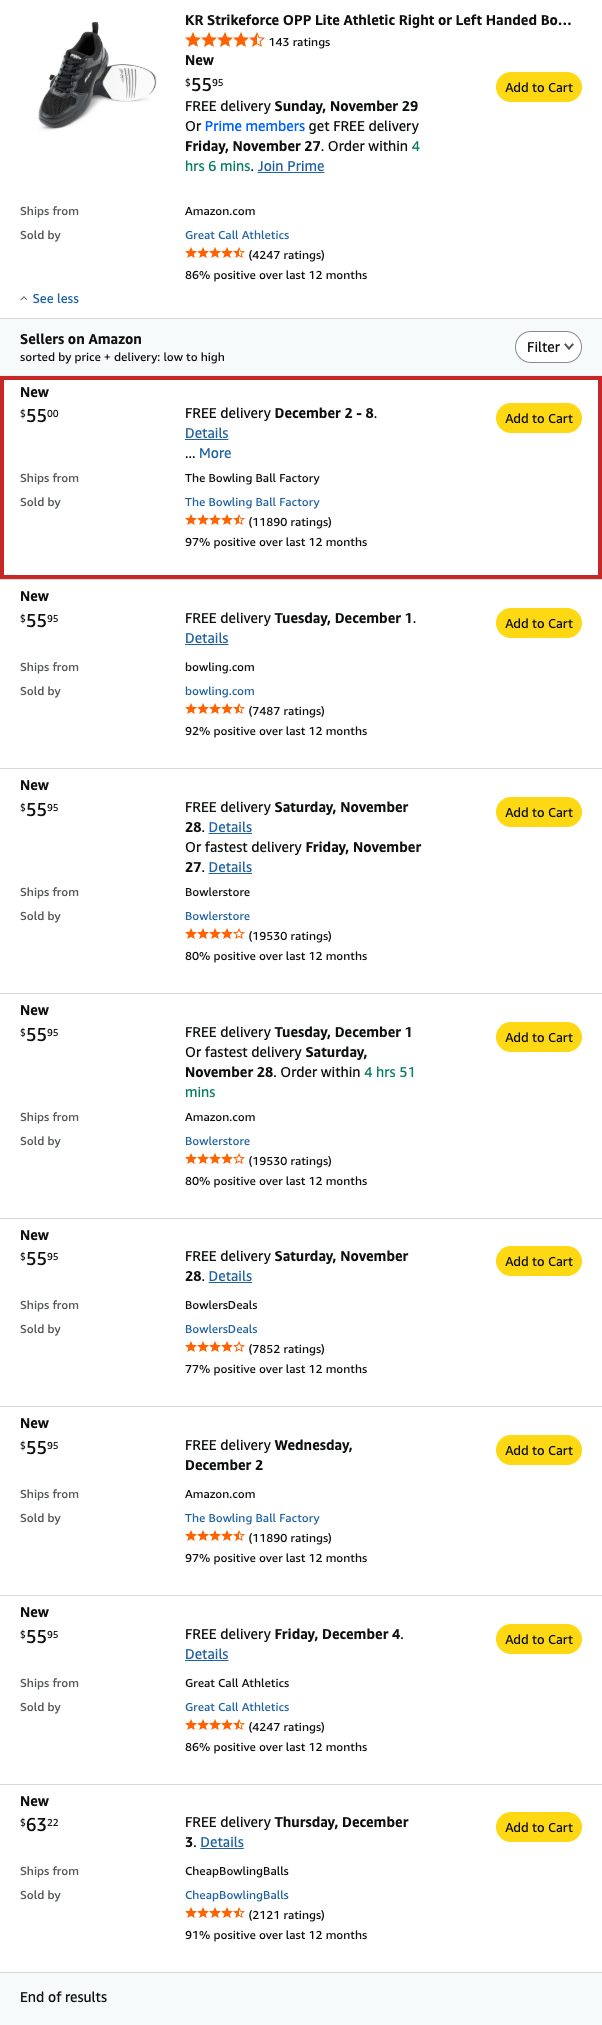 KR Strikeforce OPP Lite Athletic Right or Left Handed Bo...
143 ratings
New
$55 95
Add to Cart
FREE delivery Sunday, November 29
Or Prime members get FREE delivery
Friday, November 27. Order within 4
hrs 6 mins. Join Prime
Ships from Amazon.com
Sold by Great Call Athletics
(4247 ratings)
86% positive over last 12 months
See less
Sellers on Amazon
sorted by price + delivery: low to high
Filter
New
$55 00 FREE delivery December 2 - 8. Add to Cart
Details
... More
Ships from The Bowling Ball Factory
Sold by The Bowling Ball Factory
(11890 ratings)
97% positive over last 12 months
New
$55 95 FREE delivery Tuesday, December 1. Add to Cart
Details
Ships from bowling.com
Sold by bowling.com
(7487 ratings)
92% positive over last 12 months
New
$55 95 FREE delivery Saturday, November Add to Cart
28. Details
Or fastest delivery Friday, November
27. Details
Ships from Bowlerstore
Sold by Bowlerstore
(19530 ratings)
80% positive over last 12 months
New
$55 95 FREE delivery Tuesday, December 1 Add to Cart
Or fastest delivery Saturday,
November 28. Order within 4 hrs 51
mins
Ships from Amazon.com
Sold by Bowlerstore
(19530 ratings)
80% positive over last 12 months
New
$55 95 FREE delivery Saturday, November Add to Cart
28. Details
Ships from BowlersDeals
Sold by BowlersDeals
(7852 ratings)
77% positive over last 12 months
New
$55 95 FREE delivery Wednesday, Add to Cart
December 2
Ships from Amazon.com
Sold by The Bowling Ball Factory
(11890 ratings)
97% positive over last 12 months
New
$55 95 FREE delivery Friday, December 4. Add to Cart
Details
Ships from Great Call Athletics
Sold by Great Call Athletics
(4247 ratings)
86% positive over last 12 months
New
$63 22 FREE delivery Thursday, December Add to Cart
3. Details
Ships from CheapBowlingBalls
Sold by CheapBowlingBalls
(2121 ratings)
91% positive over last 12 months
End of results